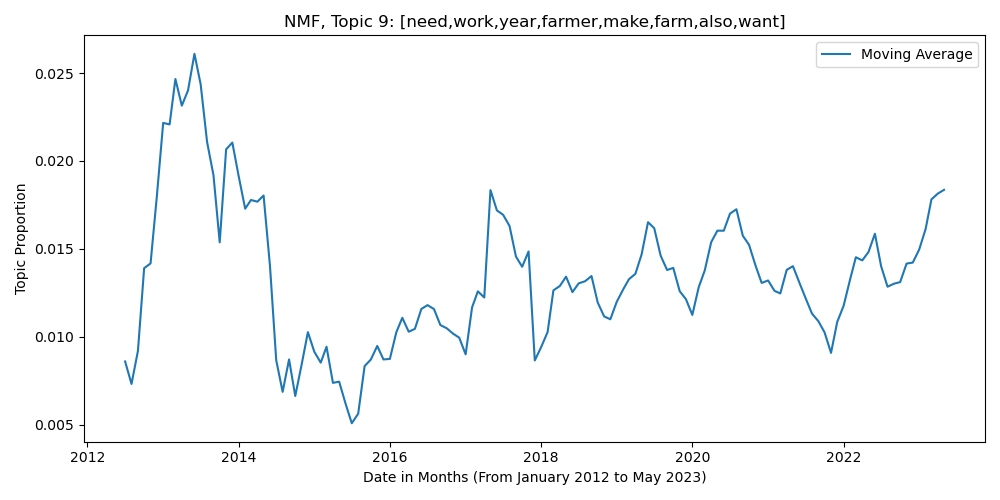 NMF, Topic 9: [need,work,year,farmer,make,farm,also,want]
Moving Average
0.025
0.020
0.015
0.010
0.005
Topic Proportion
2012 2014 2016 2018 2020 2022
Date in Months (From January 2012 to May 2023)